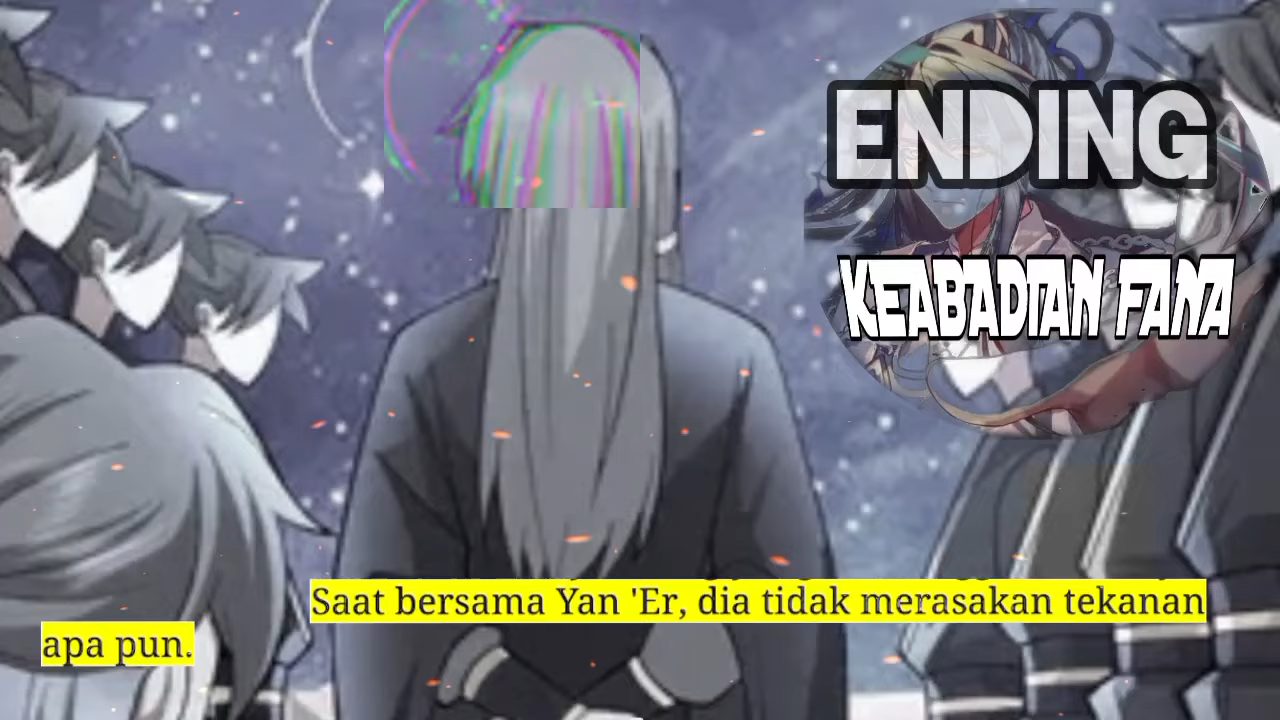 ENDING
KEABADIAN FANA
Saat bersama Yan 'Er, dia tidak merasakan tekanan
apa pun.